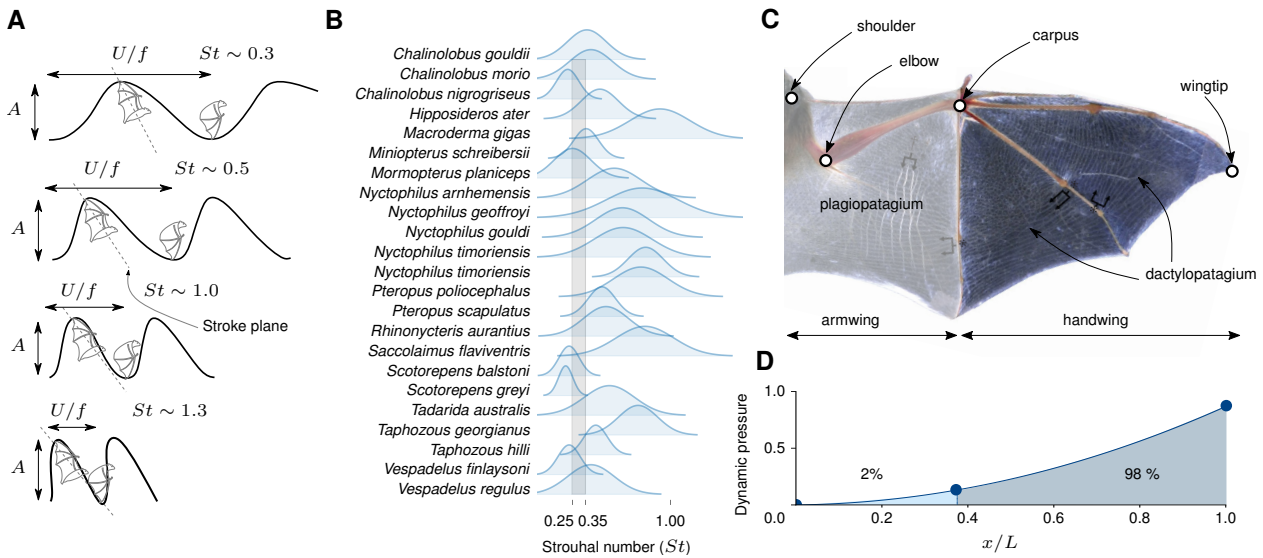 A
U/f
St ∼ 0.3
A
U/f
St ∼ 0.5
A
U/f
St ∼ 1.0
A
Stroke plane
U/f
St ∼ 1.3
A
B
Chalinolobus gouldii
Chalinolobus morio
Chalinolobus nigrogriseus
Hipposideros ater
Macroderma gigas
Miniopterus schreibersii
Mormopterus planiceps
Nyctophilus arnhemensis
Nyctophilus geoffroyi
Nyctophilus gouldi
Nyctophilus timoriensis
Nyctophilus timoriensis
Pteropus poliocephalus
Pteropus scapulatus
Rhinonycteris aurantius
Saccolaimus flaviventris
Scotorepens balstoni
Scotorepens greyi
Tadarida australis
Taphozous georgianus
Taphozous hilli
Vespadelus finlaysoni
Vespadelus regulus
0.25 0.35 1.00
Strouhal number (St)
C
shoulder
elbow
carpus
wingtip
plagiopatagium
dactylopatagium
armwing
handwing
D
Dynamic pressure
1.0
0.5
0.0
2%
98 %
0.2 0.4 0.6 0.8 1.0
x/L